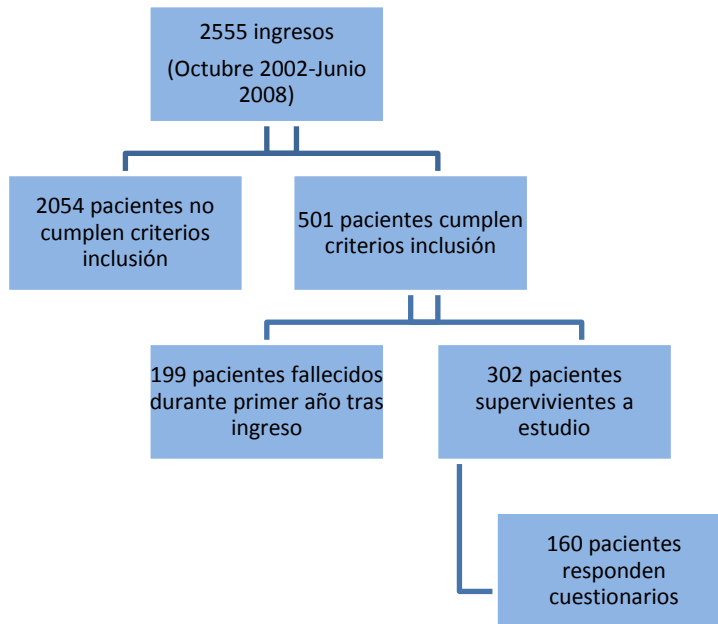 2555 ingresos
(Octubre 2002-Junio
2008)
2054 pacientes no
cumplen criterios
inclusión
501 pacientes cumplen
criterios inclusión
199 pacientes fallecidos
durante primer año tras
ingreso
302 pacientes
supervivientes a
estudio
160 pacientes
responden
cuestionarios